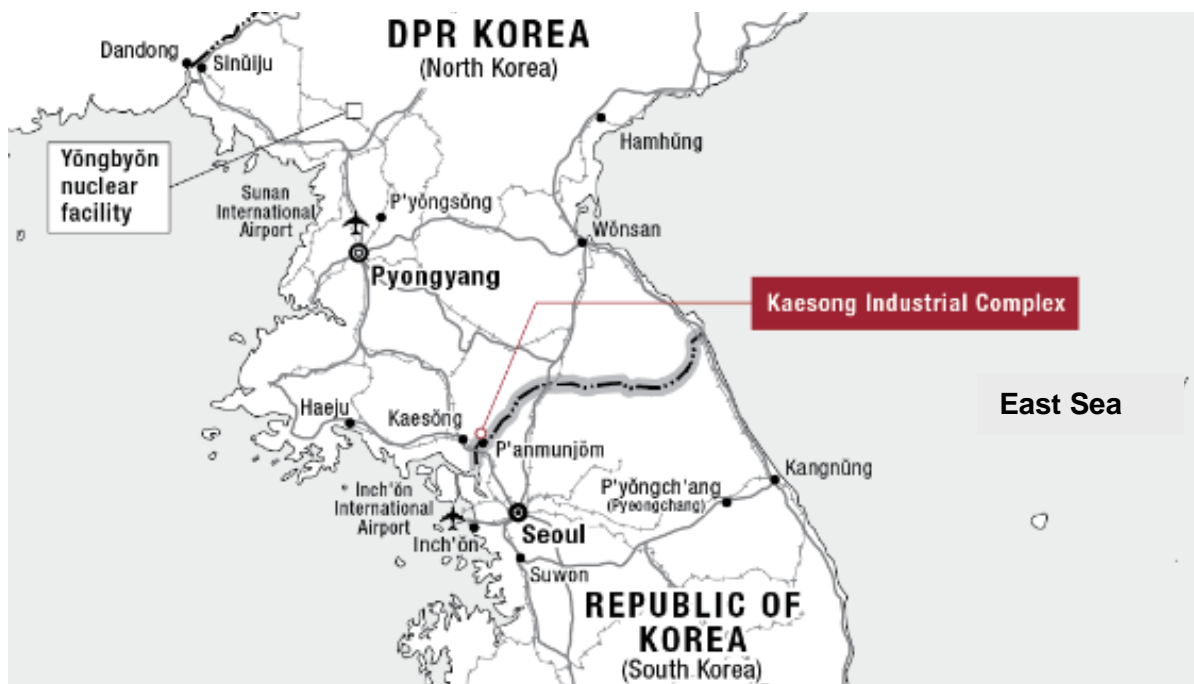 DPR KOREA
(North Korea)
Dandong
Sinŭiju
Hamhŭng
Yŏngbyŏn
nuclear
facility
Sunan
International
Airport
P'yŏngsŏng
Wŏnsan
Pyongyang
Kaesong Industrial Complex
East Sea
Haeju
Kaesŏng
P'anmunjŏm
Kangnŭng
P'yŏngch'ang
(Pyeongchang)
Inch'ŏn
International
Airport
Seoul
Inch'ŏn
Suwon
REPUBLIC OF
KOREA
(South Korea)